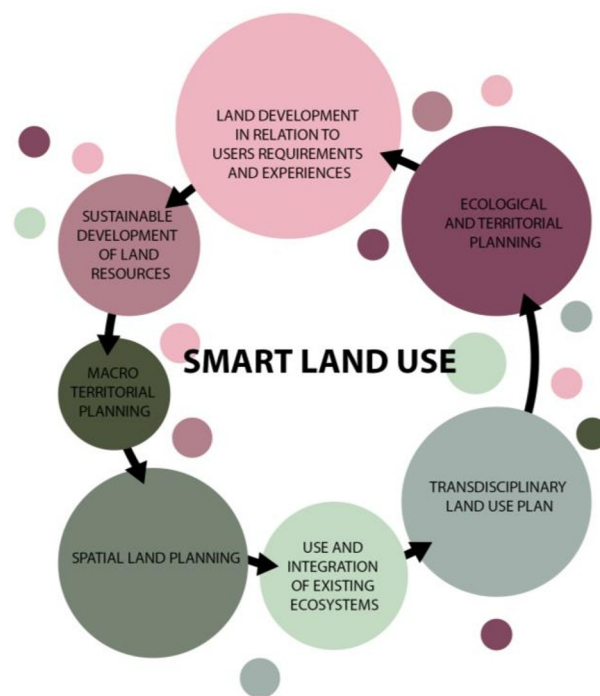 LAND DEVELOPMENT
IN RELATION TO
USERS REQUIREMENTS
AND EXPERIENCES
ECOLOGICAL
AND TERRITORIAL
PLANNING
SUSTAINABLE
DEVELOPMENT
OF LAND
RESOURCES
SMART LAND USE
MACRO
TERRITORIAL
PLANNING
TRANSDISCIPLINARY
LAND USE PLAN
SPATIAL LAND PLANNING
USE AND
INTEGRATION
OF EXISTING
ECOSYSTEMS